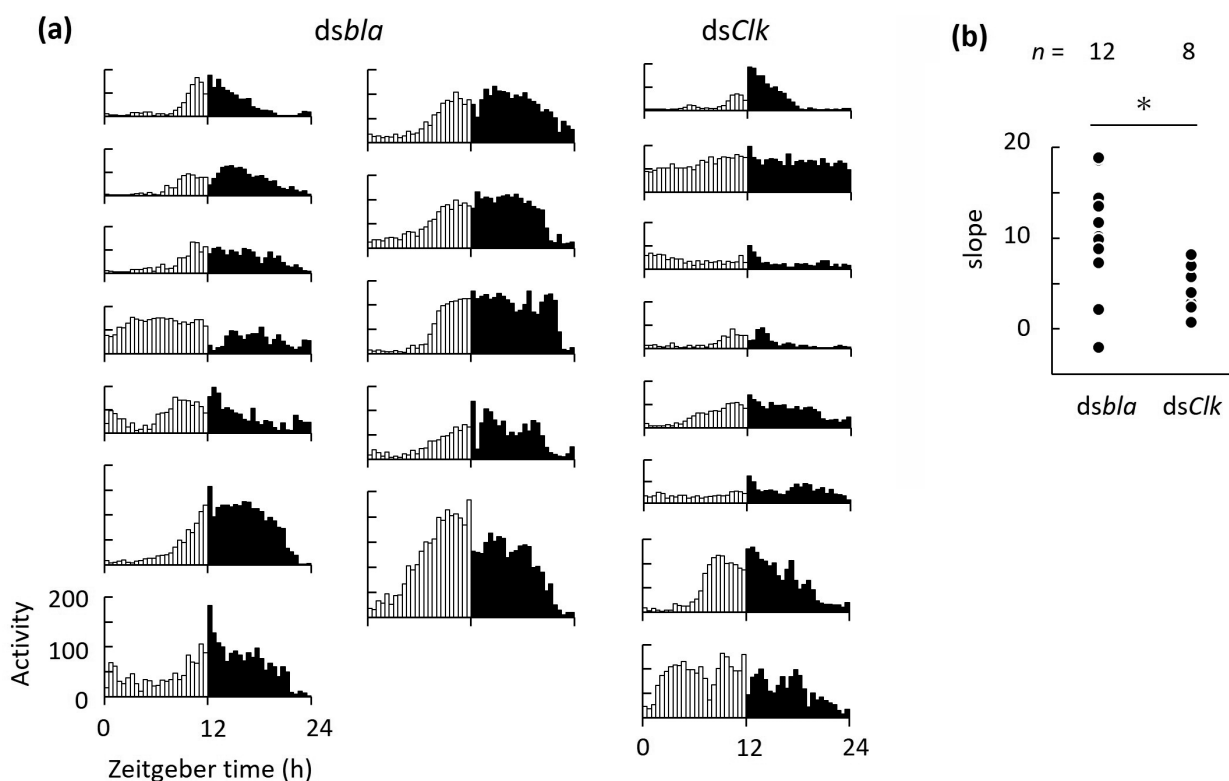 (a)
dsbla
dsClk
Activity
200
100
0
0 12 24
0 12 24
Zeitgeber time (h)
(b)
n = 12 8
*
slope
20
10
0
dsbla dsClk